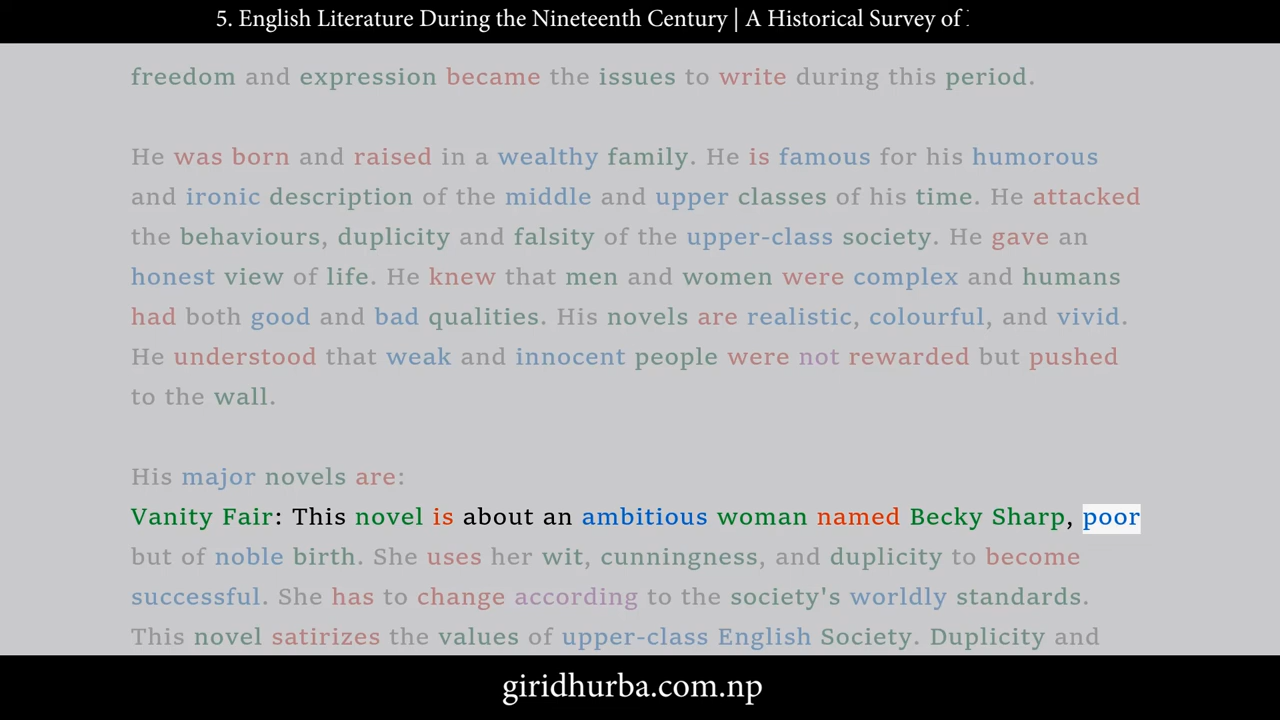 5. English Literature During the Nineteenth Century | A Historical Survey of
freedom and expression became the issues to write during this period.
He was born and raised in a wealthy family. He is famous for his humorous
and ironic description of the middle and upper classes of his time. He attacked
the behaviours, duplicity and falsity of the upper-class society. He gave an
honest view of life. He knew that men and women were complex and humans
had both good and bad qualities. His novels are realistic, colourful, and vivid.
He understood that weak and innocent people were not rewarded but pushed
to the wall.
His major novels are:
Vanity Fair: This novel is about an ambitious woman named Becky Sharp, poor
but of noble birth. She uses her wit, cunningness, and duplicity to become
successful. She has to change according to the society's worldly standards.
This novel satirizes the values of upper-class English Society. Duplicity and
giridhurba.com.np